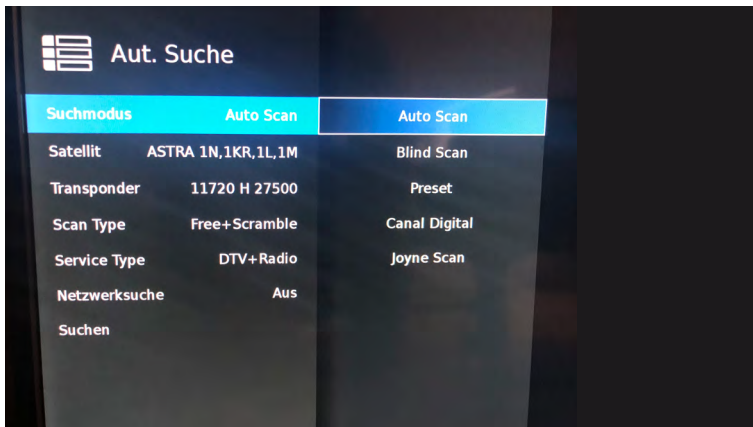 Aut. Suche
Suchmodus Auto Scan
Satellit ASTRA 1N,1KR,1L,1M
Transponder 11720 H 27500
Scan Type Free+Scramble
Service Type DTV+Radio
Netzwerksuche Aus
Suchen
Auto Scan
Blind Scan
Preset
Canal Digital
Joyne Scan